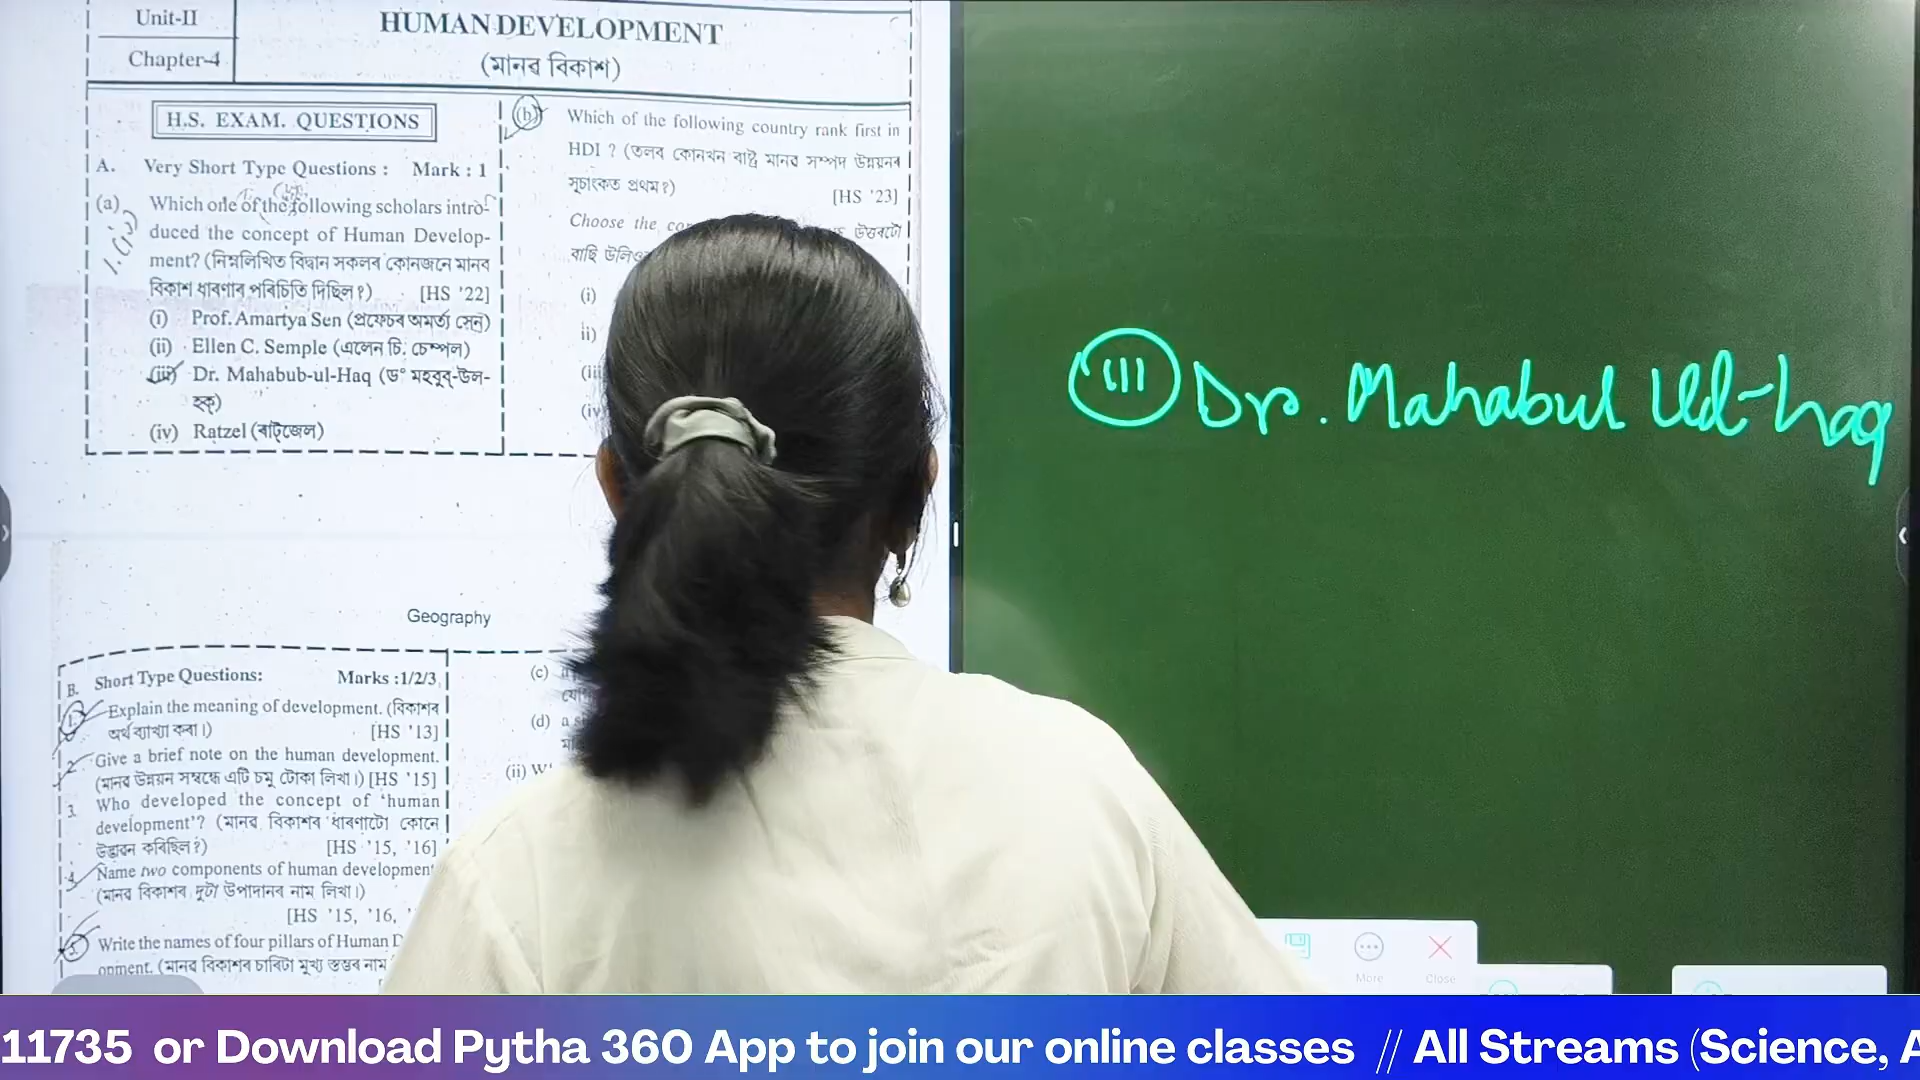 Unit-II
Chapter-4
HUMAN DEVELOPMENT
(মানৱ বিকাশ)
H.S. EXAM. QUESTIONS
A. Very Short Type Questions : Mark : 1
(a) Which one of the following scholars intro-
duced the concept of Human Develop-
ment? (নিম্নলিখিত বিদ্বান সকলৰ কোনজনে মানৱ
বিকাশ ধাৰণাৰ পৰিচিতি দিছিল?) [HS '22]
(i) Prof. Amartya Sen (প্ৰফেচৰ অমৰ্ত্য সেন)
(ii) Ellen C. Semple (এলেন চি. চেম্পল)
(iii) Dr. Mahabub-ul-Haq (ড° মহবুব্-উল-
হক্)
(iv) Ratzel (ৰাট্জেল)
(b) Which of the following country rank first in
HDI ? (তলৰ কোনখন ৰাষ্ট্ৰ মানৱ সম্পদ উন্নয়নৰ
সূচাংকত প্ৰথম?) [HS '23]
Choose the উত্তৰটো
বাছি
(i)
ii)
(iii
(iv
III Dr. Mahabul Ud-haq
Geography
B. Short Type Questions: Marks :1/2/3
1. Explain the meaning of development. (বিকাশৰ
অৰ্থ ব্যাখ্যা কৰা।) [HS '13]
2. Give a brief note on the human development.
(মানৱ উন্নয়ন সম্বন্ধে এটি চমু টোকা লিখা।) [HS '15]
3. Who developed the concept of 'human
development'? (মানৱ বিকাশৰ ধাৰণাটো কোনে
উদ্ভাৱন কৰিছিল?) [HS '15, '16]
4. Name two components of human development
(মানৱ বিকাশৰ দুটা উপাদানৰ নাম লিখা।)
[HS '15, '16,
5. Write the names of four pillars of Human D
opment. (মানৱ বিকাশৰ চাৰিটা মুখ্য স্তম্ভৰ নাম
(c)
(d) a
(ii) W
More
Close
11735 or Download Pytha 360 App to join our online classes // All Streams (Science, A